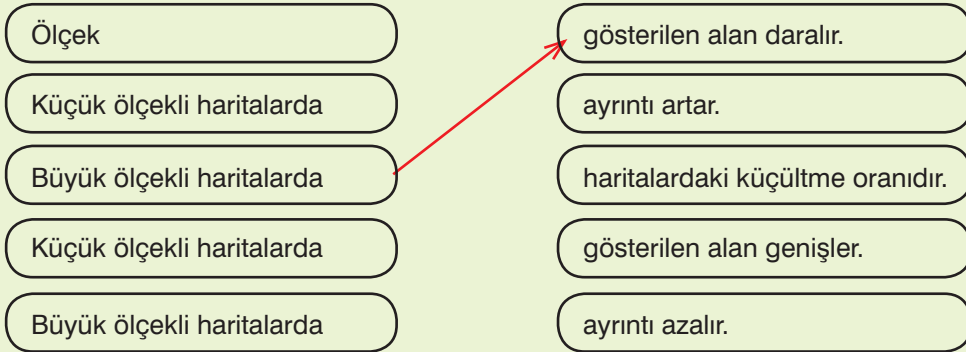 Ölçek
gösterilen alan daralır.
Küçük ölçekli haritalarda
ayrıntı artar.
Büyük ölçekli haritalarda
haritalardaki küçültme oranıdır.
Küçük ölçekli haritalarda
gösterilen alan genişler.
Büyük ölçekli haritalarda
ayrıntı azalır.